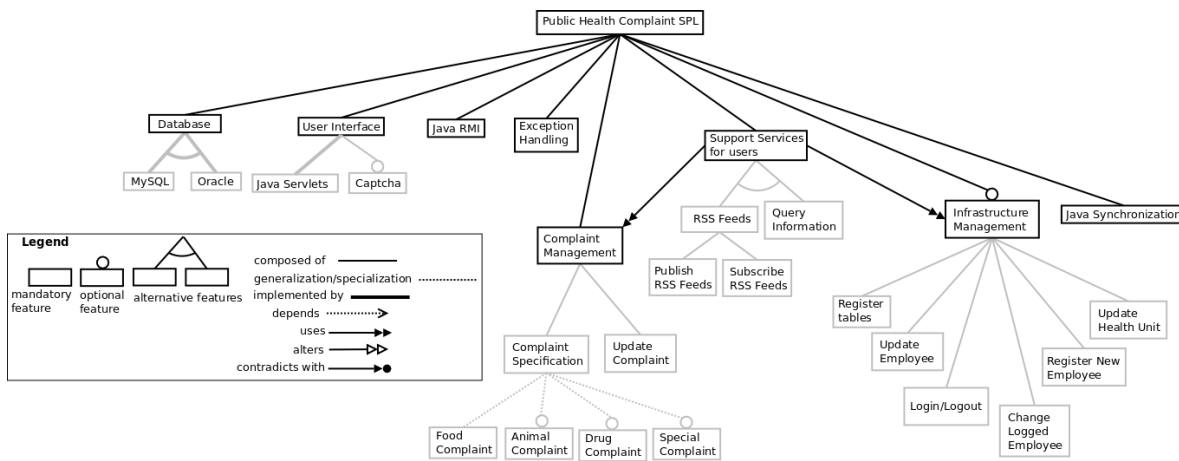 Public Health Complaint SPL
Database
User Interface
Java RMI
Exception
Handling
Support Services
for users
MySQL
Oracle
Java Servlets
Captcha
RSS Feeds
Query
Information
Infrastructure
Management
Java Synchronization
Complaint
Management
Publish
RSS Feeds
Subscribe
RSS Feeds
Register
tables
Update
Employee
Login/Logout
Change
Logged
Employee
Register New
Employee
Update
Health Unit
Complaint
Specification
Update
Complaint
Food
Complaint
Animal
Complaint
Drug
Complaint
Special
Complaint
Legend
mandatory
feature
optional
feature
alternative features
composed of
generalization/specialization
implemented by
depends
uses
alters
contradicts with